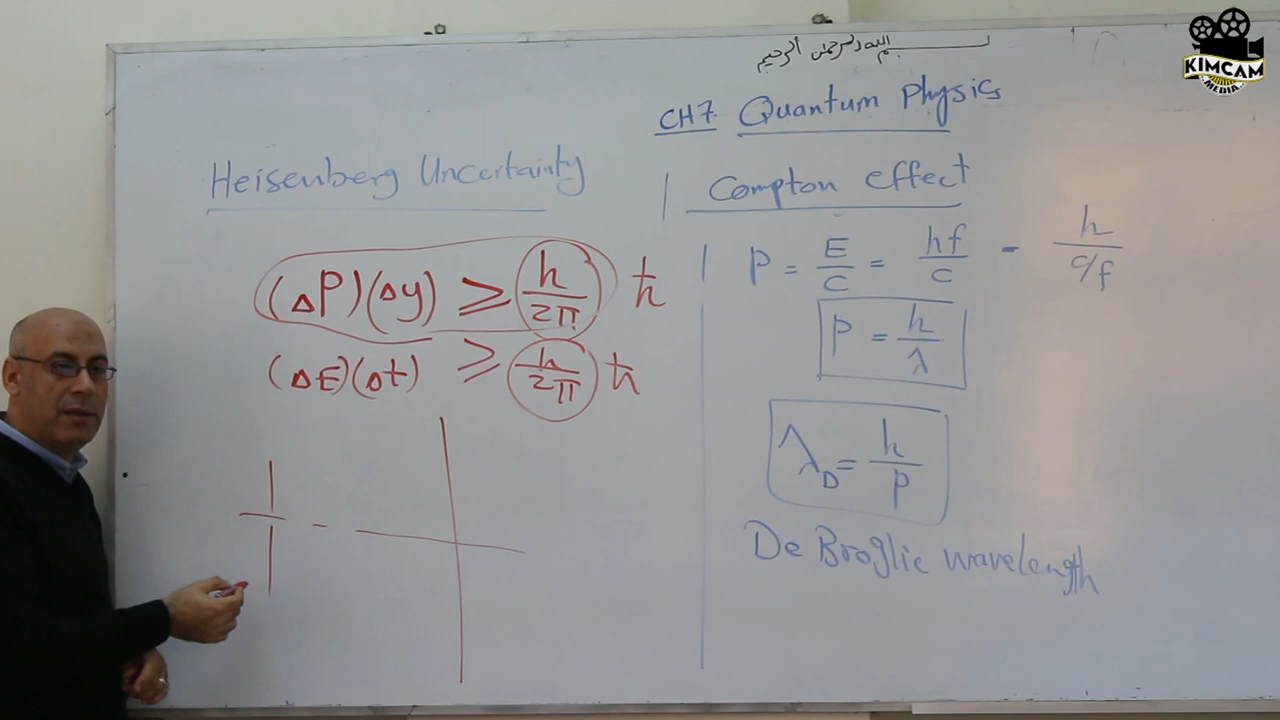 بسم الله الرحمن الرحيم
CH7. Quantum Physics
Heisenberg Uncertainty
(ΔP)(Δy) ≥ h/2π ħ
(ΔE)(Δt) ≥ h/2π ħ
Compton effect
P = E/c = hf/c = h/c/f
P = h/λ
λD = h/P
De Broglie wavelength
KIMCAM
MEDIA